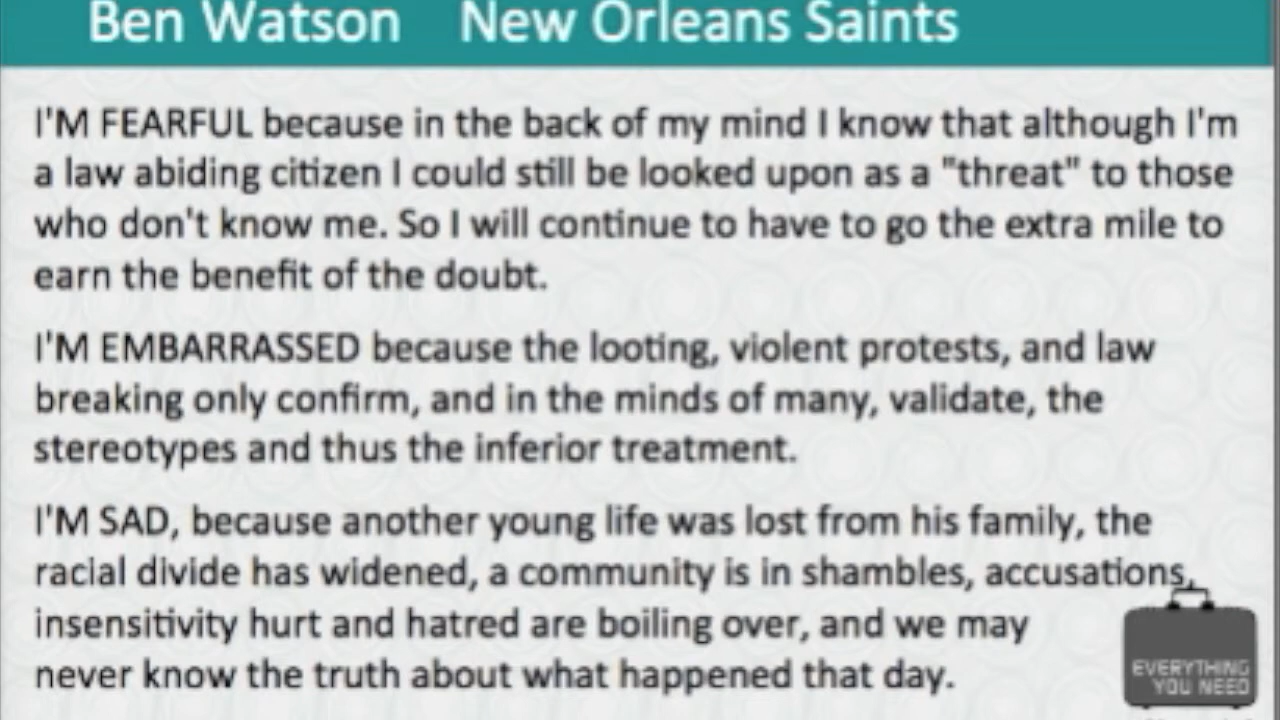 Ben Watson New Orleans Saints
I'M FEARFUL because in the back of my mind I know that although I'm
a law abiding citizen I could still be looked upon as a "threat" to those
who don't know me. So I will continue to have to go the extra mile to
earn the benefit of the doubt.
I'M EMBARRASSED because the looting, violent protests, and law
breaking only confirm, and in the minds of many, validate, the
stereotypes and thus the inferior treatment.
I'M SAD, because another young life was lost from his family, the
racial divide has widened, a community is in shambles, accusations,
insensitivity hurt and hatred are boiling over, and we may
never know the truth about what happened that day.
EVERYTHING
YOU NEED